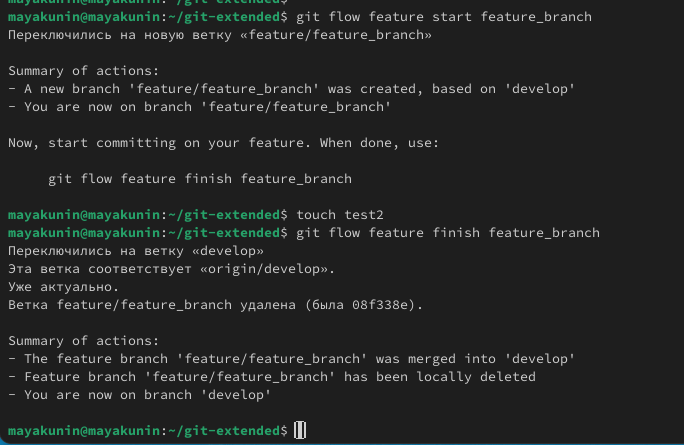 mayakunin@mayakunin:~/git-extended$
mayakunin@mayakunin:~/git-extended$ git flow feature start feature_branch
Переключились на новую ветку «feature/feature_branch»
Summary of actions:
- A new branch 'feature/feature_branch' was created, based on 'develop'
- You are now on branch 'feature/feature_branch'
Now, start committing on your feature. When done, use:
git flow feature finish feature_branch
mayakunin@mayakunin:~/git-extended$ touch test2
mayakunin@mayakunin:~/git-extended$ git flow feature finish feature_branch
Переключились на ветку «develop»
Эта ветка соответствует «origin/develop».
Уже актуально.
Ветка feature/feature_branch удалена (была 08f338e).
Summary of actions:
- The feature branch 'feature/feature_branch' was merged into 'develop'
- Feature branch 'feature/feature_branch' has been locally deleted
- You are now on branch 'develop'
mayakunin@mayakunin:~/git-extended$